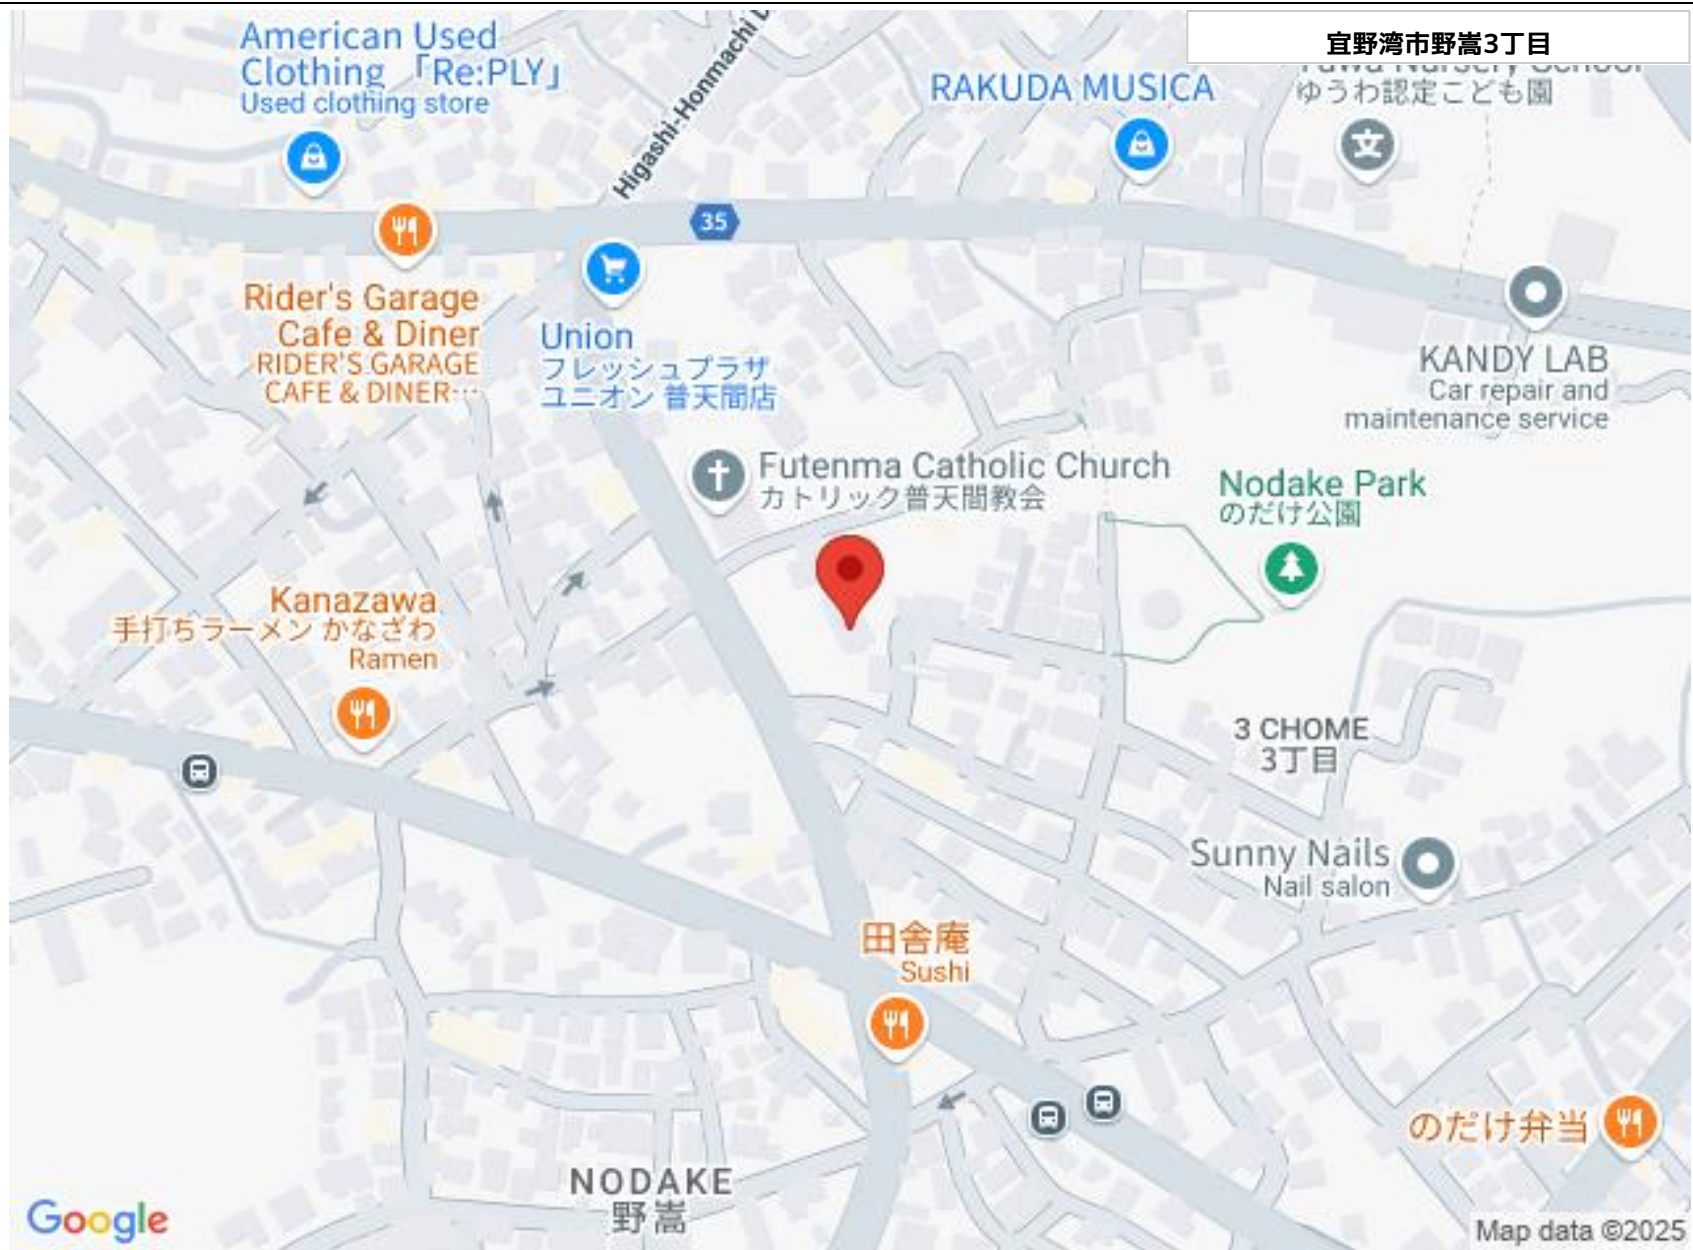 宜野湾市野嵩3丁目
American Used
Clothing 「Re:PLY」
Used clothing store
Higashi-Honmachi
RAKUDA MUSICA
ゆうわ認定こども園
35
Rider's Garage
Cafe & Diner
RIDER'S GARAGE
CAFE & DINER…
Union
フレッシュプラザ
ユニオン 普天間店
KANDY LAB
Car repair and
maintenance service
Futenma Catholic Church
カトリック普天間教会
Nodake Park
のだけ公園
Kanazawa
手打ちラーメン かなざわ
Ramen
3 CHOME
3丁目
Sunny Nails
Nail salon
田舎庵
Sushi
のだけ弁当
NODAKE
野嵩
Google
Map data ©2025